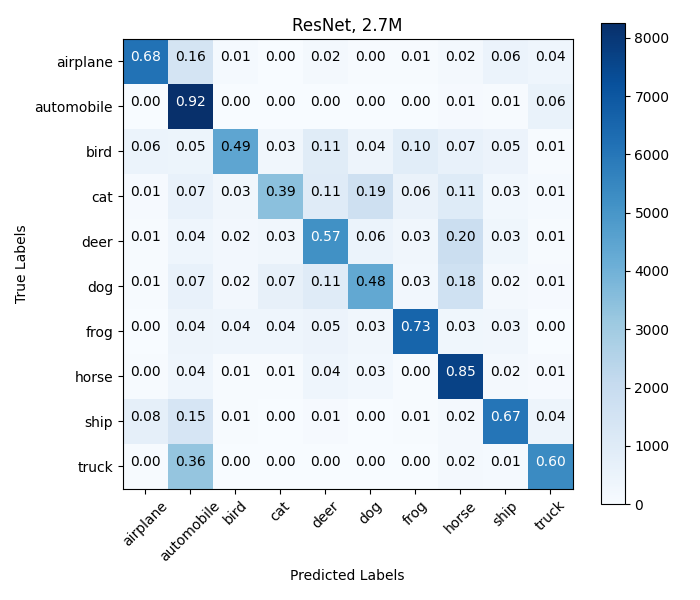 ResNet, 2.7M
True Labels
airplane 0.68 0.16 0.01 0.00 0.02 0.00 0.01 0.02 0.06 0.04
automobile 0.00 0.92 0.00 0.00 0.00 0.00 0.00 0.01 0.01 0.06
bird 0.06 0.05 0.49 0.03 0.11 0.04 0.10 0.07 0.05 0.01
cat 0.01 0.07 0.03 0.39 0.11 0.19 0.06 0.11 0.03 0.01
deer 0.01 0.04 0.02 0.03 0.57 0.06 0.03 0.20 0.03 0.01
dog 0.01 0.07 0.02 0.07 0.11 0.48 0.03 0.18 0.02 0.01
frog 0.00 0.04 0.04 0.04 0.05 0.03 0.73 0.03 0.03 0.00
horse 0.00 0.04 0.01 0.01 0.04 0.03 0.00 0.85 0.02 0.01
ship 0.08 0.15 0.01 0.00 0.01 0.00 0.01 0.02 0.67 0.04
truck 0.00 0.36 0.00 0.00 0.00 0.00 0.00 0.02 0.01 0.60
airplane automobile bird cat deer dog frog horse ship truck
Predicted Labels
8000
7000
6000
5000
4000
3000
2000
1000
0